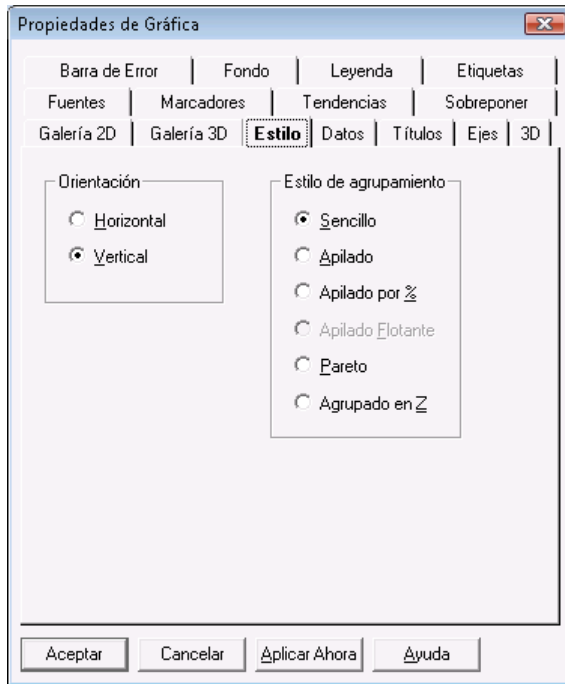 Propiedades de Gráfica
Barra de Error Fondo Leyenda Etiquetas
Fuentes Marcadores Tendencias Sobreponer
Galería 2D Galería 3D Estilo Datos Títulos Ejes 3D
Orientación
Horizontal
Vertical
Estilo de agrupamiento
Sencillo
Apilado
Apilado por %
Apilado Flotante
Pareto
Agrupado en Z
Aceptar Cancelar Aplicar Ahora Ayuda